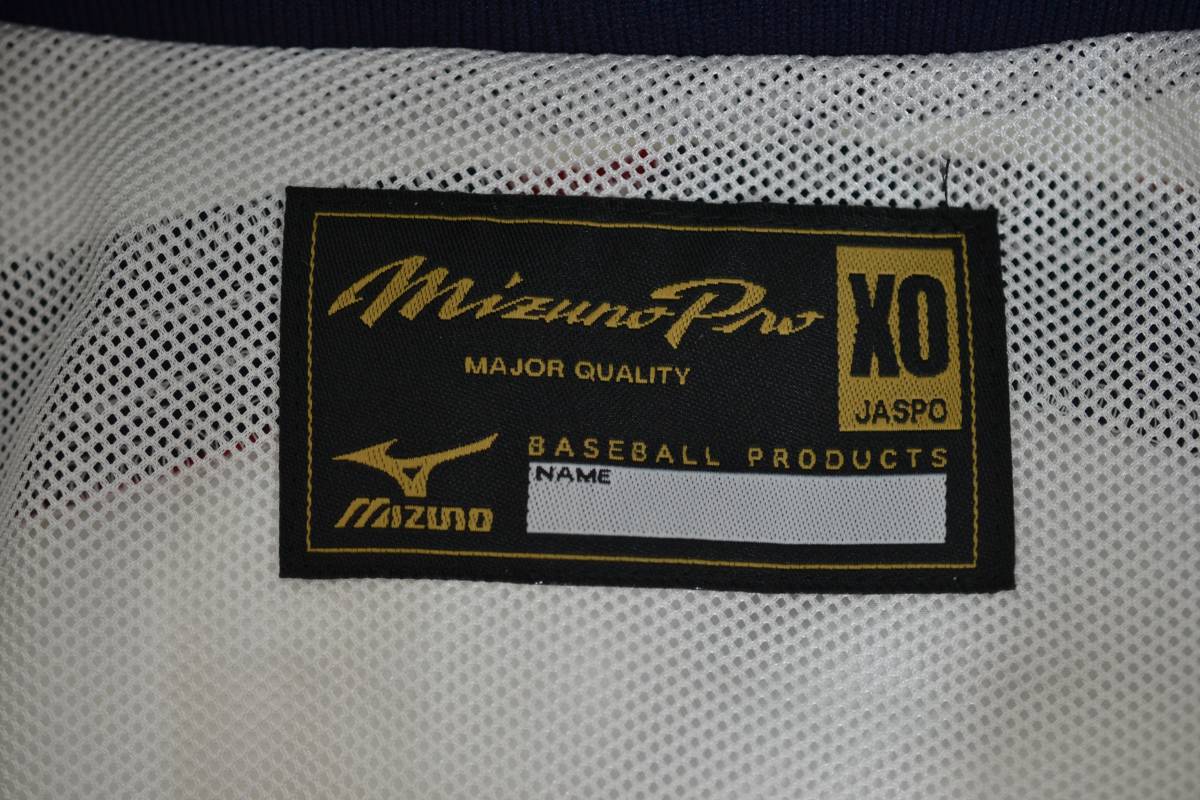 Mizuno Pro
XO
MAJOR QUALITY
JASPO
BASEBALL PRODUCTS
NAME
MIZUNO